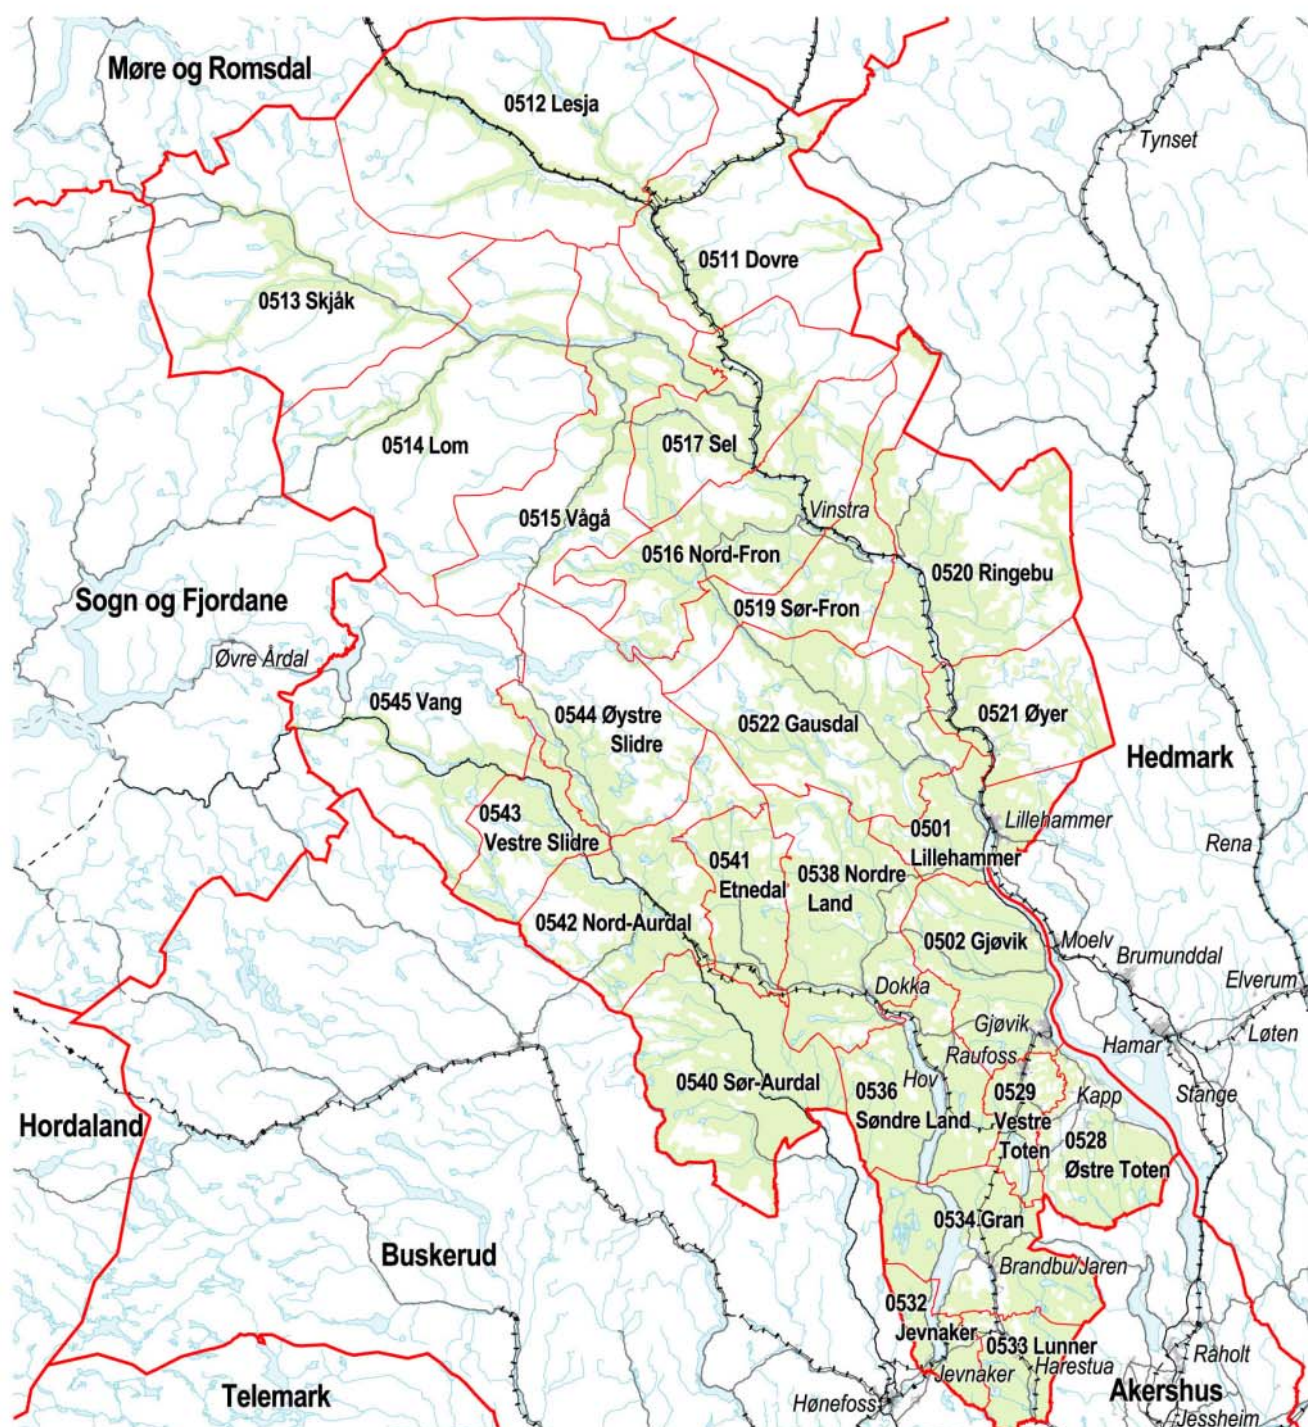 Møre og Romsdal
0512 Lesja
Tynset
0511 Dovre
0513 Skjåk
0514 Lom
0517 Sel
0515 Vågå
Vinstra
0516 Nord-Fron
0520 Ringebu
0519 Sør-Fron
Sogn og Fjordane
Øvre Årdal
0545 Vang
0544 Øystre
Slidre
0522 Gausdal
0521 Øyer
Hedmark
0543
Vestre Slidre
0501
Lillehammer
Lillehammer
Rena
0541
Etnedal
0538 Nordre
Land
0542 Nord-Aurdal
0502 Gjøvik
Moelv
Brumunddal
Elverum
Dokka
Gjøvik
Raufoss
Hamar
Løten
Hov
0540 Sør-Aurdal
0536
Søndre Land
0529
Vestre
Toten
Kapp
Stange
0528
Østre Toten
Hordaland
0534 Gran
Buskerud
Brandbu/Jaren
0532
Jevnaker
0533 Lunner
Jevnaker
Harestua
Råholt
Telemark
Hønefoss
Akershus
Jessheim